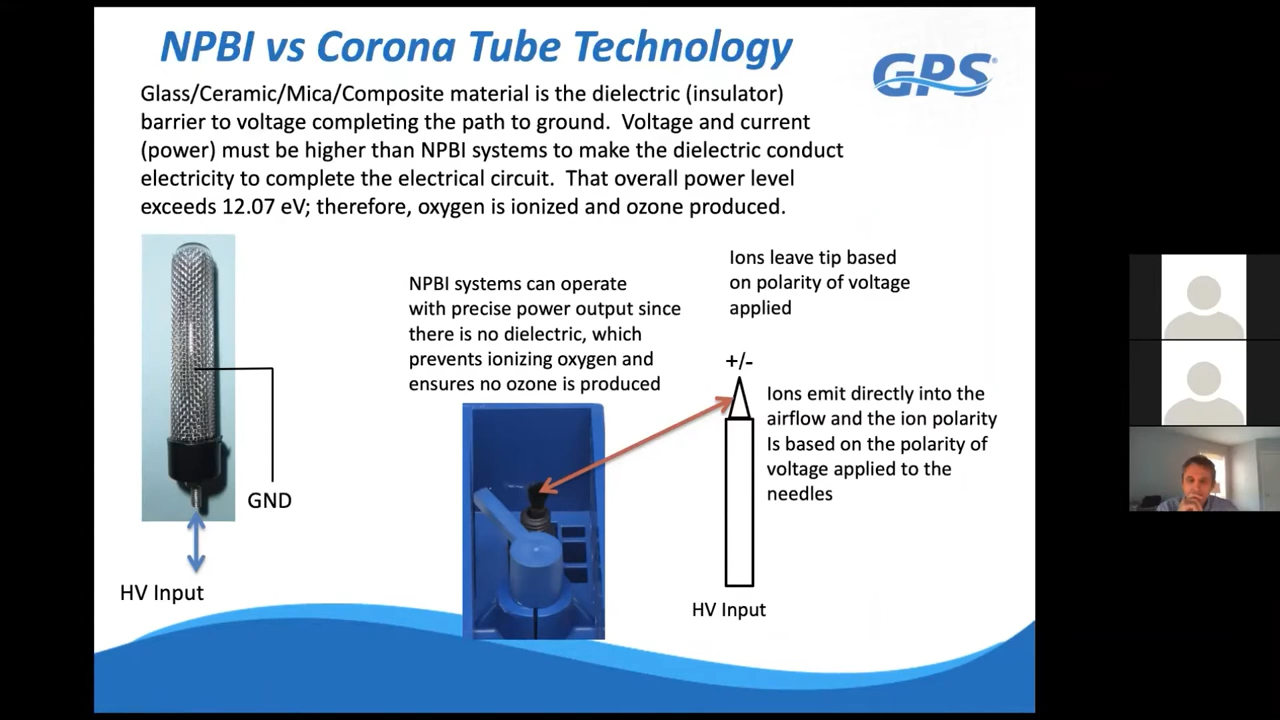 NPBI vs Corona Tube Technology
GPS
Glass/Ceramic/Mica/Composite material is the dielectric (insulator)
barrier to voltage completing the path to ground.  Voltage and current
(power) must be higher than NPBI systems to make the dielectric conduct
electricity to complete the electrical circuit.  That overall power level
exceeds 12.07 eV; therefore, oxygen is ionized and ozone produced.
GND
HV Input
NPBI systems can operate
with precise power output since
there is no dielectric, which
prevents ionizing oxygen and
ensures no ozone is produced
Ions leave tip based
on polarity of voltage
applied
+/-
Ions emit directly into the
airflow and the ion polarity
Is based on the polarity of
voltage applied to the
needles
HV Input